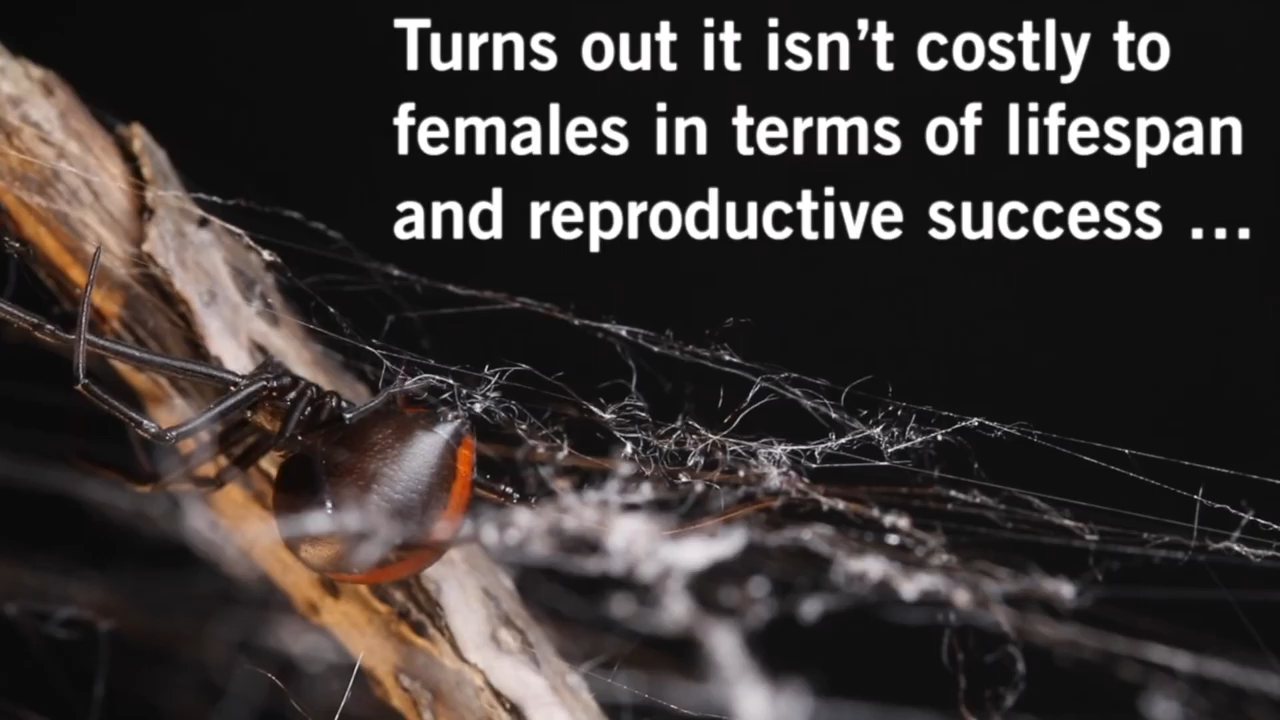 Turns out it isn’t costly to
females in terms of lifespan
and reproductive success …